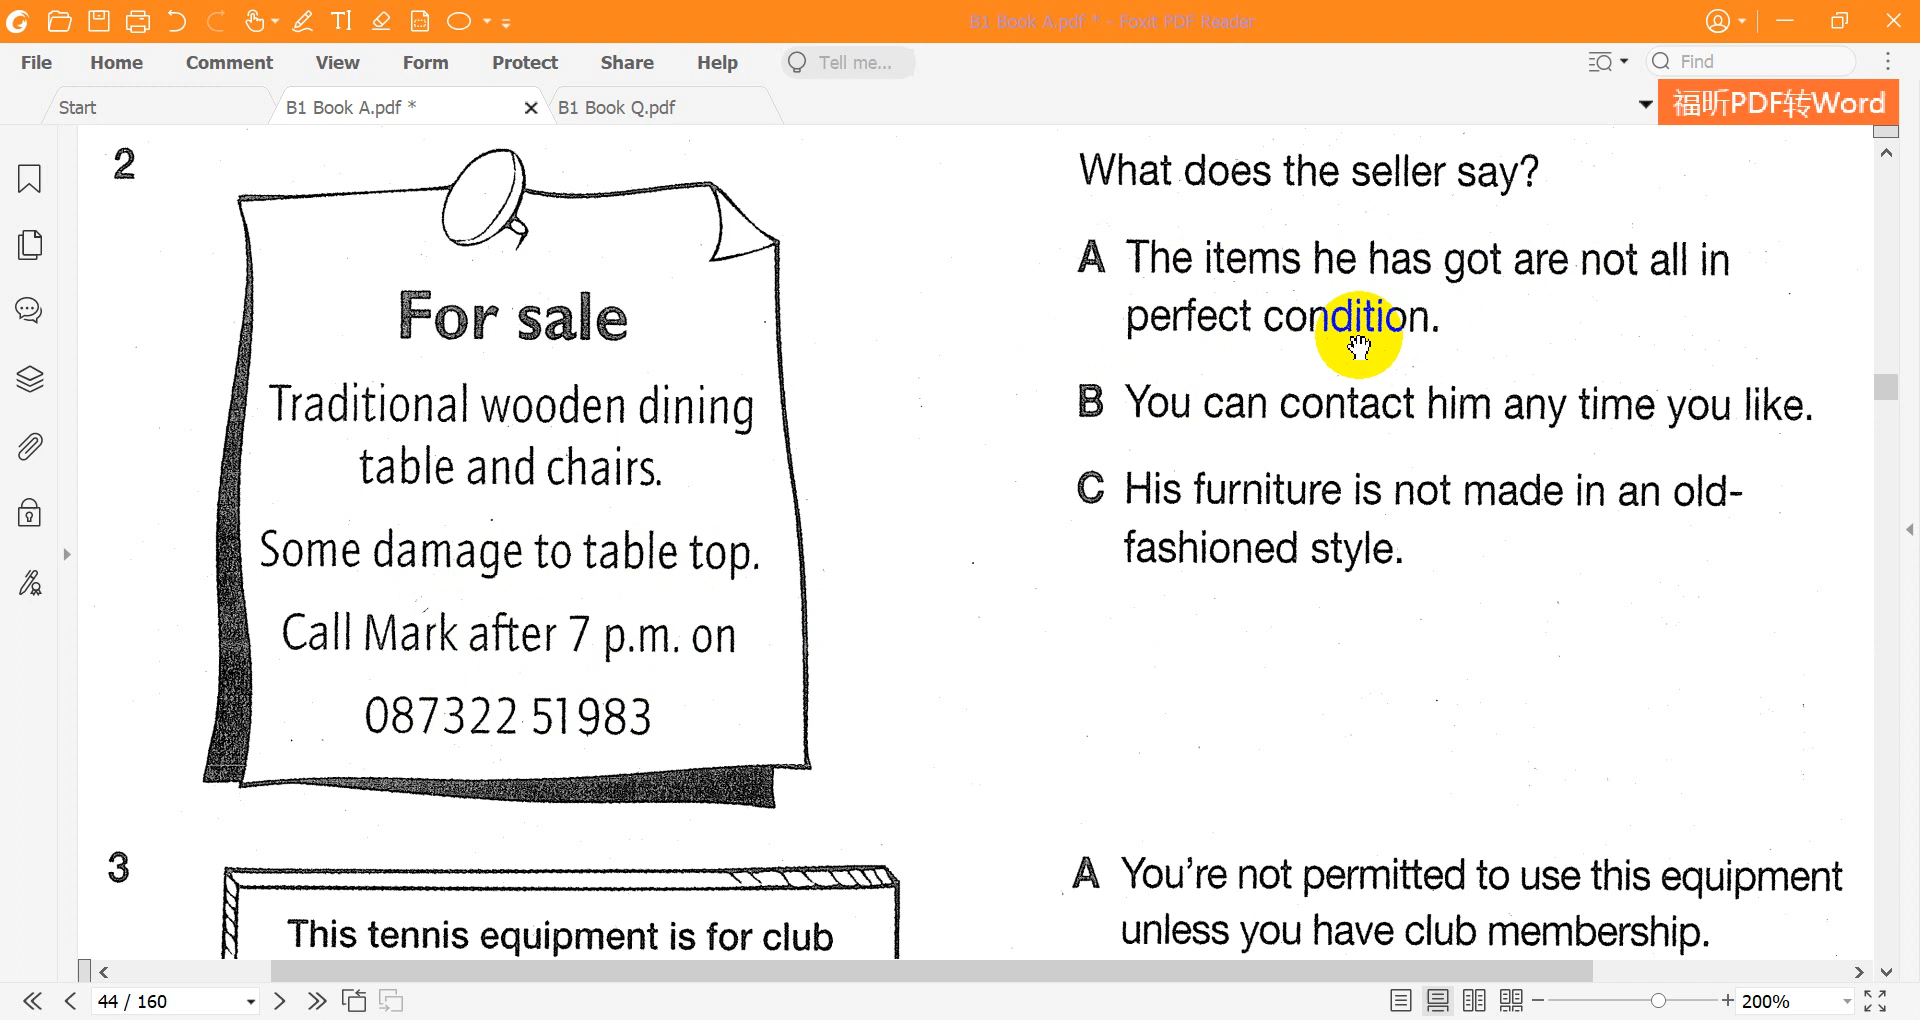 B1 Book A.pdf * - Foxit PDF Reader
File Home Comment View Form Protect Share Help Tell me... Find
Start B1 Book A.pdf * B1 Book Q.pdf 福昕PDF转Word
2
For sale
Traditional wooden dining
table and chairs.
Some damage to table top.
Call Mark after 7 p.m. on
087322 51983
What does the seller say?
A The items he has got are not all in
perfect condition.
B You can contact him any time you like.
C His furniture is not made in an old-
fashioned style.
3
This tennis equipment is for club
A You're not permitted to use this equipment
unless you have club membership.
44 / 160 200%